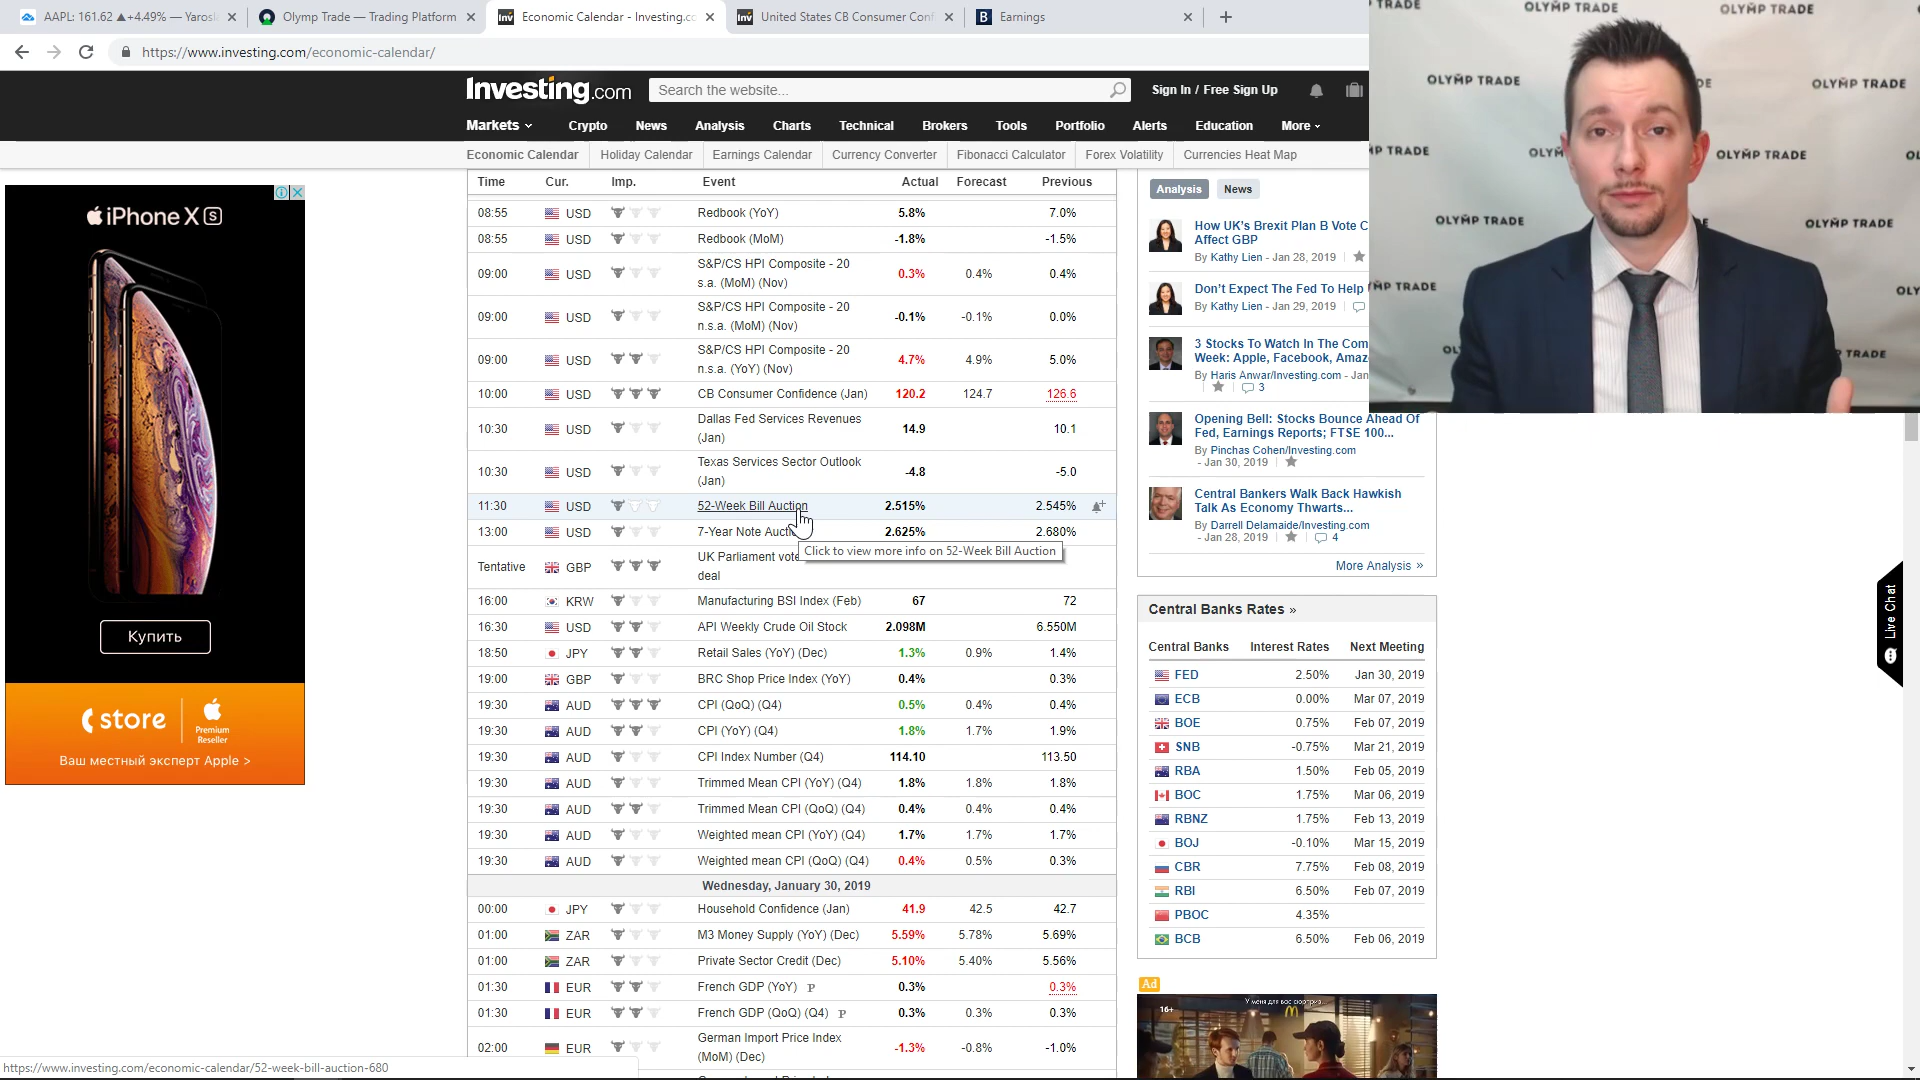 AAPL: 161.62 ▲+4.49% — Yarosl
Olymp Trade — Trading Platform
Economic Calendar - Investing.co
United States CB Consumer Conf
Earnings
https://www.investing.com/economic-calendar/
Investing.com
Search the website...
Sign In / Free Sign Up
Markets
Crypto
News
Analysis
Charts
Technical
Brokers
Tools
Portfolio
Alerts
Education
More
Economic Calendar
Holiday Calendar
Earnings Calendar
Currency Converter
Fibonacci Calculator
Forex Volatility
Currencies Heat Map
iPhone XS
Купить
store
Premium
Reseller
Ваш местный эксперт Apple >
Time Cur. Imp. Event Actual Forecast Previous
08:55 USD Redbook (YoY) 5.8% 7.0%
08:55 USD Redbook (MoM) -1.8% -1.5%
09:00 USD S&P/CS HPI Composite - 20 0.3% 0.4% 0.4%
s.a. (MoM) (Nov)
09:00 USD S&P/CS HPI Composite - 20 -0.1% -0.1% 0.0%
n.s.a. (MoM) (Nov)
09:00 USD S&P/CS HPI Composite - 20 4.7% 4.9% 5.0%
n.s.a. (YoY) (Nov)
10:00 USD CB Consumer Confidence (Jan) 120.2 124.7 126.6
10:30 USD Dallas Fed Services Revenues 14.9 10.1
(Jan)
10:30 USD Texas Services Sector Outlook -4.8 -5.0
(Jan)
11:30 USD 52-Week Bill Auction 2.515% 2.545%
13:00 USD 7-Year Note 2.625% 2.680%
Click to view more info on 52-Week Bill Auction
Tentative GBP UK Parliament vote
deal
16:00 KRW Manufacturing BSI Index (Feb) 67 72
16:30 USD API Weekly Crude Oil Stock 2.098M 6.550M
18:50 JPY Retail Sales (YoY) (Dec) 1.3% 0.9% 1.4%
19:00 GBP BRC Shop Price Index (YoY) 0.4% 0.3%
19:30 AUD CPI (QoQ) (Q4) 0.5% 0.4% 0.4%
19:30 AUD CPI (YoY) (Q4) 1.8% 1.7% 1.9%
19:30 AUD CPI Index Number (Q4) 114.10 113.50
19:30 AUD Trimmed Mean CPI (YoY) (Q4) 1.8% 1.8% 1.8%
19:30 AUD Trimmed Mean CPI (QoQ) (Q4) 0.4% 0.4% 0.4%
19:30 AUD Weighted mean CPI (YoY) (Q4) 1.7% 1.7% 1.7%
19:30 AUD Weighted mean CPI (QoQ) (Q4) 0.4% 0.5% 0.3%
Wednesday, January 30, 2019
00:00 JPY Household Confidence (Jan) 41.9 42.5 42.7
01:00 ZAR M3 Money Supply (YoY) (Dec) 5.59% 5.78% 5.69%
01:00 ZAR Private Sector Credit (Dec) 5.10% 5.40% 5.56%
01:30 EUR French GDP (YoY) P 0.3% 0.3%
01:30 EUR French GDP (QoQ) (Q4) P 0.3% 0.3% 0.3%
02:00 EUR German Import Price Index -1.3% -0.8% -1.0%
(MoM) (Dec)
https://www.investing.com/economic-calendar/52-week-bill-auction-680
Analysis
News
How UK's Brexit Plan B Vote C
Affect GBP
By Kathy Lien - Jan 28, 2019
Don't Expect The Fed To Help
By Kathy Lien - Jan 29, 2019
3 Stocks To Watch In The Com
Week: Apple, Facebook, Amaz
By Haris Anwar/Investing.com - Jan
3
Opening Bell: Stocks Bounce Ahead Of
Fed, Earnings Reports; FTSE 100...
By Pinchas Cohen/Investing.com
- Jan 30, 2019
Central Bankers Walk Back Hawkish
Talk As Economy Thwarts...
By Darrell Delamaide/Investing.com
- Jan 28, 2019 4
More Analysis »
Central Banks Rates »
Central Banks Interest Rates Next Meeting
FED 2.50% Jan 30, 2019
ECB 0.00% Mar 07, 2019
BOE 0.75% Feb 07, 2019
SNB -0.75% Mar 21, 2019
RBA 1.50% Feb 05, 2019
BOC 1.75% Mar 06, 2019
RBNZ 1.75% Feb 13, 2019
BOJ -0.10% Mar 15, 2019
CBR 7.75% Feb 08, 2019
RBI 6.50% Feb 07, 2019
PBOC 4.35%
BCB 6.50% Feb 06, 2019
Ad
16+
У меня для вас сюрприз...
Live Chat
TRADE
OLYMP TRADE
OLYMP TRADE
OLYMP TRADE
OLYMP TRADE
TRADE
OLYMP TRADE
OLYMP TRADE
OLYMP TRADE
TRADE
TRADE